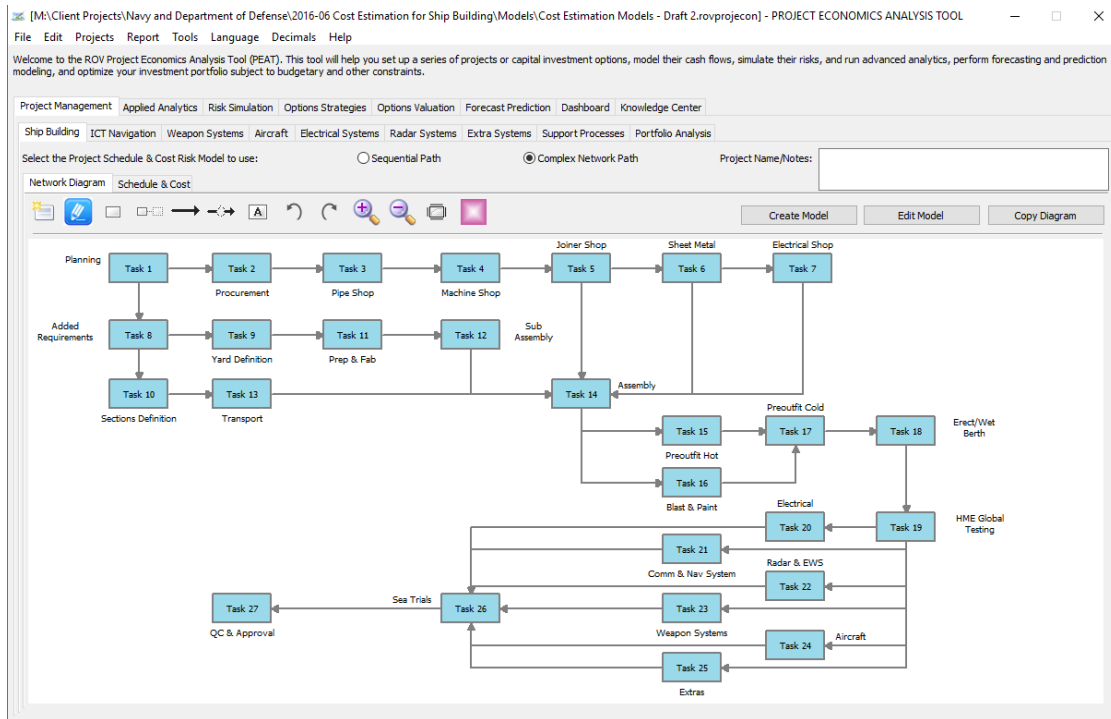 [M:\Client Projects\Navy and Department of Defense\2016-06 Cost Estimation for Ship Building\Models\Cost Estimation Models - Draft 2.rovprojecon] - PROJECT ECONOMICS ANALYSIS TOOL
File Edit Projects Report Tools Language Decimals Help
Welcome to the ROV Project Economics Analysis Tool (PEAT). This tool will help you set up a series of projects or capital investment options, model their cash flows, simulate their risks, and run advanced analytics, perform forecasting and prediction
modeling, and optimize your investment portfolio subject to budgetary and other constraints.
Project Management Applied Analytics Risk Simulation Options Strategies Options Valuation Forecast Prediction Dashboard Knowledge Center
Ship Building ICT Navigation Weapon Systems Aircraft Electrical Systems Radar Systems Extra Systems Support Processes Portfolio Analysis
Select the Project Schedule & Cost Risk Model to use: Sequential Path Complex Network Path Project Name/Notes:
Network Diagram Schedule & Cost
A Create Model Edit Model Copy Diagram
Joiner Shop Sheet Metal Electrical Shop
Planning Task 1 Task 2 Task 3 Task 4 Task 5 Task 6 Task 7
Procurement Pipe Shop Machine Shop
Added
Requirements
Task 8 Task 9 Task 11 Task 12
Sub
Assembly
Yard Definition Prep & Fab
Task 10 Task 13 Task 14 Assembly
Sections Definition Transport
Preoutfit Cold
Task 15 Task 17 Task 18
Erect/Wet
Berth
Preoutfit Hot
Task 16
Blast & Paint
Electrical
Task 20 Task 19
HME Global
Testing
Task 21
Comm & Nav System
Radar & EWS
Task 22
Task 27 Sea Trials Task 26 Task 23
QC & Approval Weapon Systems
Task 24 Aircraft
Task 25
Extras